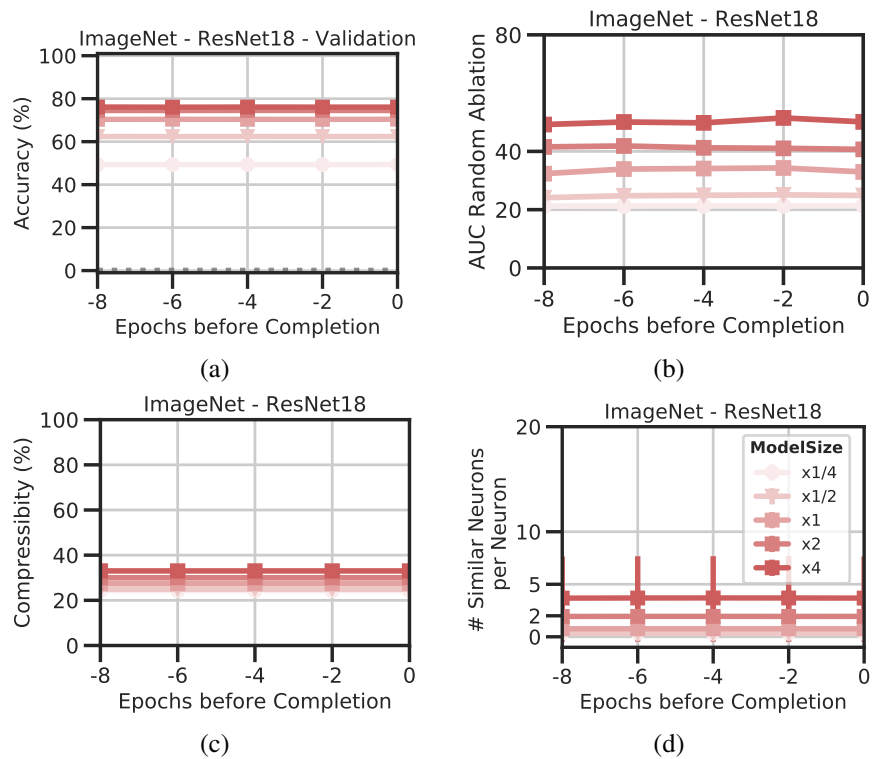 ImageNet - ResNet18 - Validation
Accuracy (%)
100
80
60
40
20
0
-8 -6 -4 -2 0
Epochs before Completion
(a)
ImageNet - ResNet18
AUC Random Ablation
80
40
20
0
-8 -6 -4 -2 0
Epochs before Completion
(b)
ImageNet - ResNet18
Compressibity (%)
100
80
60
40
20
0
-8 -6 -4 -2 0
Epochs before Completion
(c)
ImageNet - ResNet18
# Similar Neurons
per Neuron
20
10
5
2
0
ModelSize
x1/4
x1/2
x1
x2
x4
-8 -6 -4 -2 0
Epochs before Completion
(d)